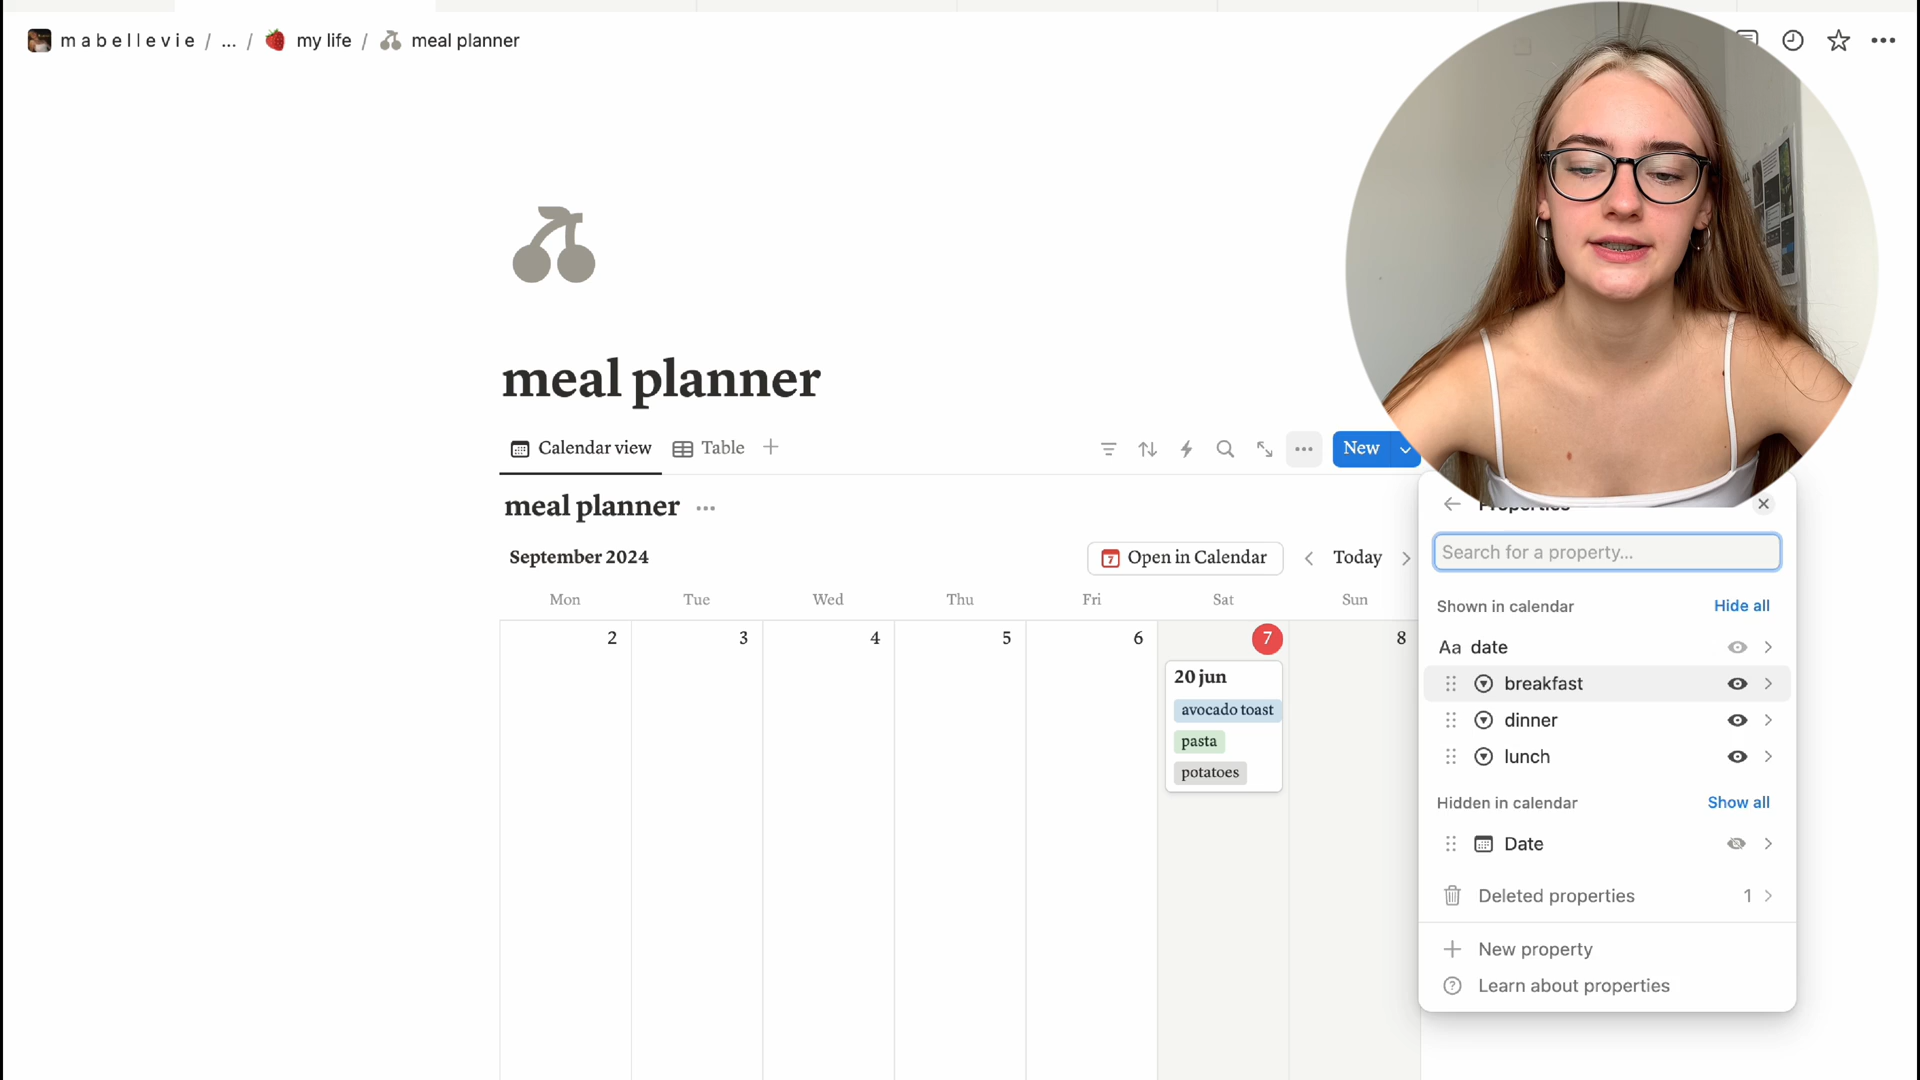 mabellevie / ... / my life / meal planner
meal planner
Calendar view Table
New
meal planner
September 2024
7 Open in Calendar Today
Mon Tue Wed Thu Fri Sat Sun
2 3 4 5 6 7 8
20 jun
avocado toast
pasta
potatoes
Properties
Search for a property...
Shown in calendar Hide all
Aa date
breakfast
dinner
lunch
Hidden in calendar Show all
Date
Deleted properties 1
New property
? Learn about properties